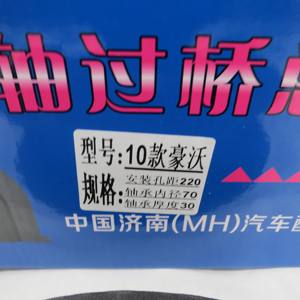 轴过桥总
型号:10款豪沃
规格:
安装孔距220
轴承内径70
轴承厚度30
中国济南(MH)汽车配